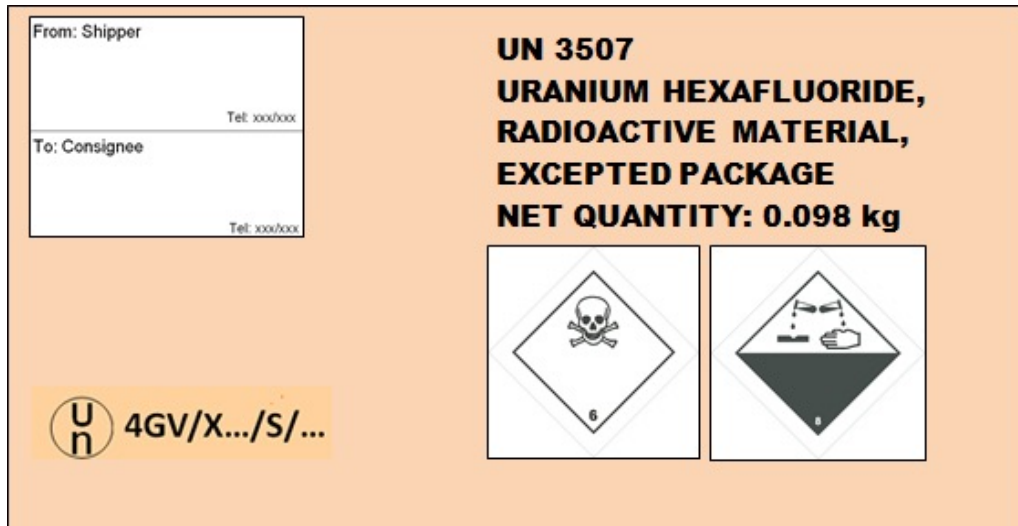 From: Shipper
Tel: xxx/xxx
To: Consignee
Tel: xxx/xxx
UN 3507
URANIUM HEXAFLUORIDE,
RADIOACTIVE MATERIAL,
EXCEPTED PACKAGE
NET QUANTITY: 0.098 kg
6
8
un 4GV/X.../S/...